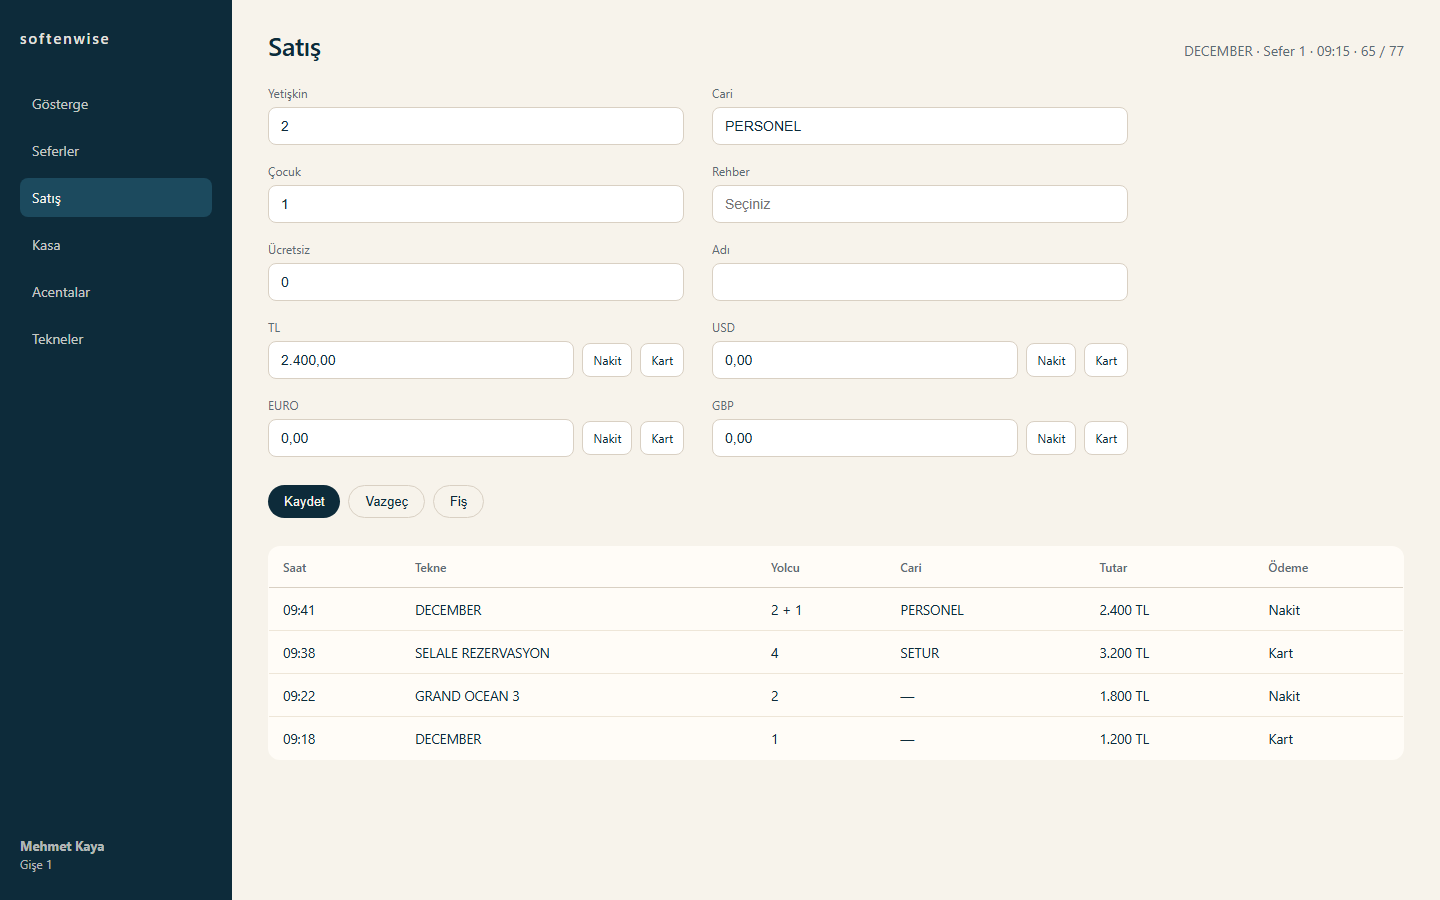 softenwise
Gösterge
Seferler
Satış
Kasa
Acentalar
Tekneler
Mehmet Kaya
Gişe 1
Satış
DECEMBER · Sefer 1 · 09:15 · 65 / 77
Yetişkin
2
Cari
PERSONEL
Çocuk
1
Rehber
Seçiniz
Ücretsiz
0
Adı
TL
2.400,00 Nakit Kart
USD
0,00 Nakit Kart
EURO
0,00 Nakit Kart
GBP
0,00 Nakit Kart
Kaydet Vazgeç Fiş
Saat Tekne Yolcu Cari Tutar Ödeme
09:41 DECEMBER 2 + 1 PERSONEL 2.400 TL Nakit
09:38 SELALE REZERVASYON 4 SETUR 3.200 TL Kart
09:22 GRAND OCEAN 3 2 — 1.800 TL Nakit
09:18 DECEMBER 1 — 1.200 TL Kart